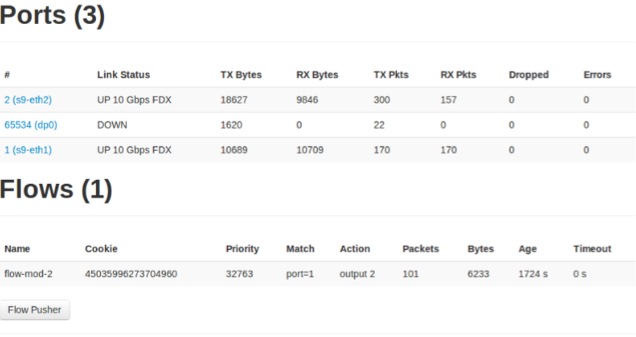 Ports (3)
# Link Status TX Bytes RX Bytes TX Pkts RX Pkts Dropped Errors
2 (s9-eth2) UP 10 Gbps FDX 18627 9846 300 157 0 0
65534 (dp0) DOWN 1620 0 22 0 0 0
1 (s9-eth1) UP 10 Gbps FDX 10689 10709 170 170 0 0
Flows (1)
Name Cookie Priority Match Action Packets Bytes Age Timeout
flow-mod-2 45035996273704960 32763 port=1 output 2 101 6233 1724 s 0 s
Flow Pusher